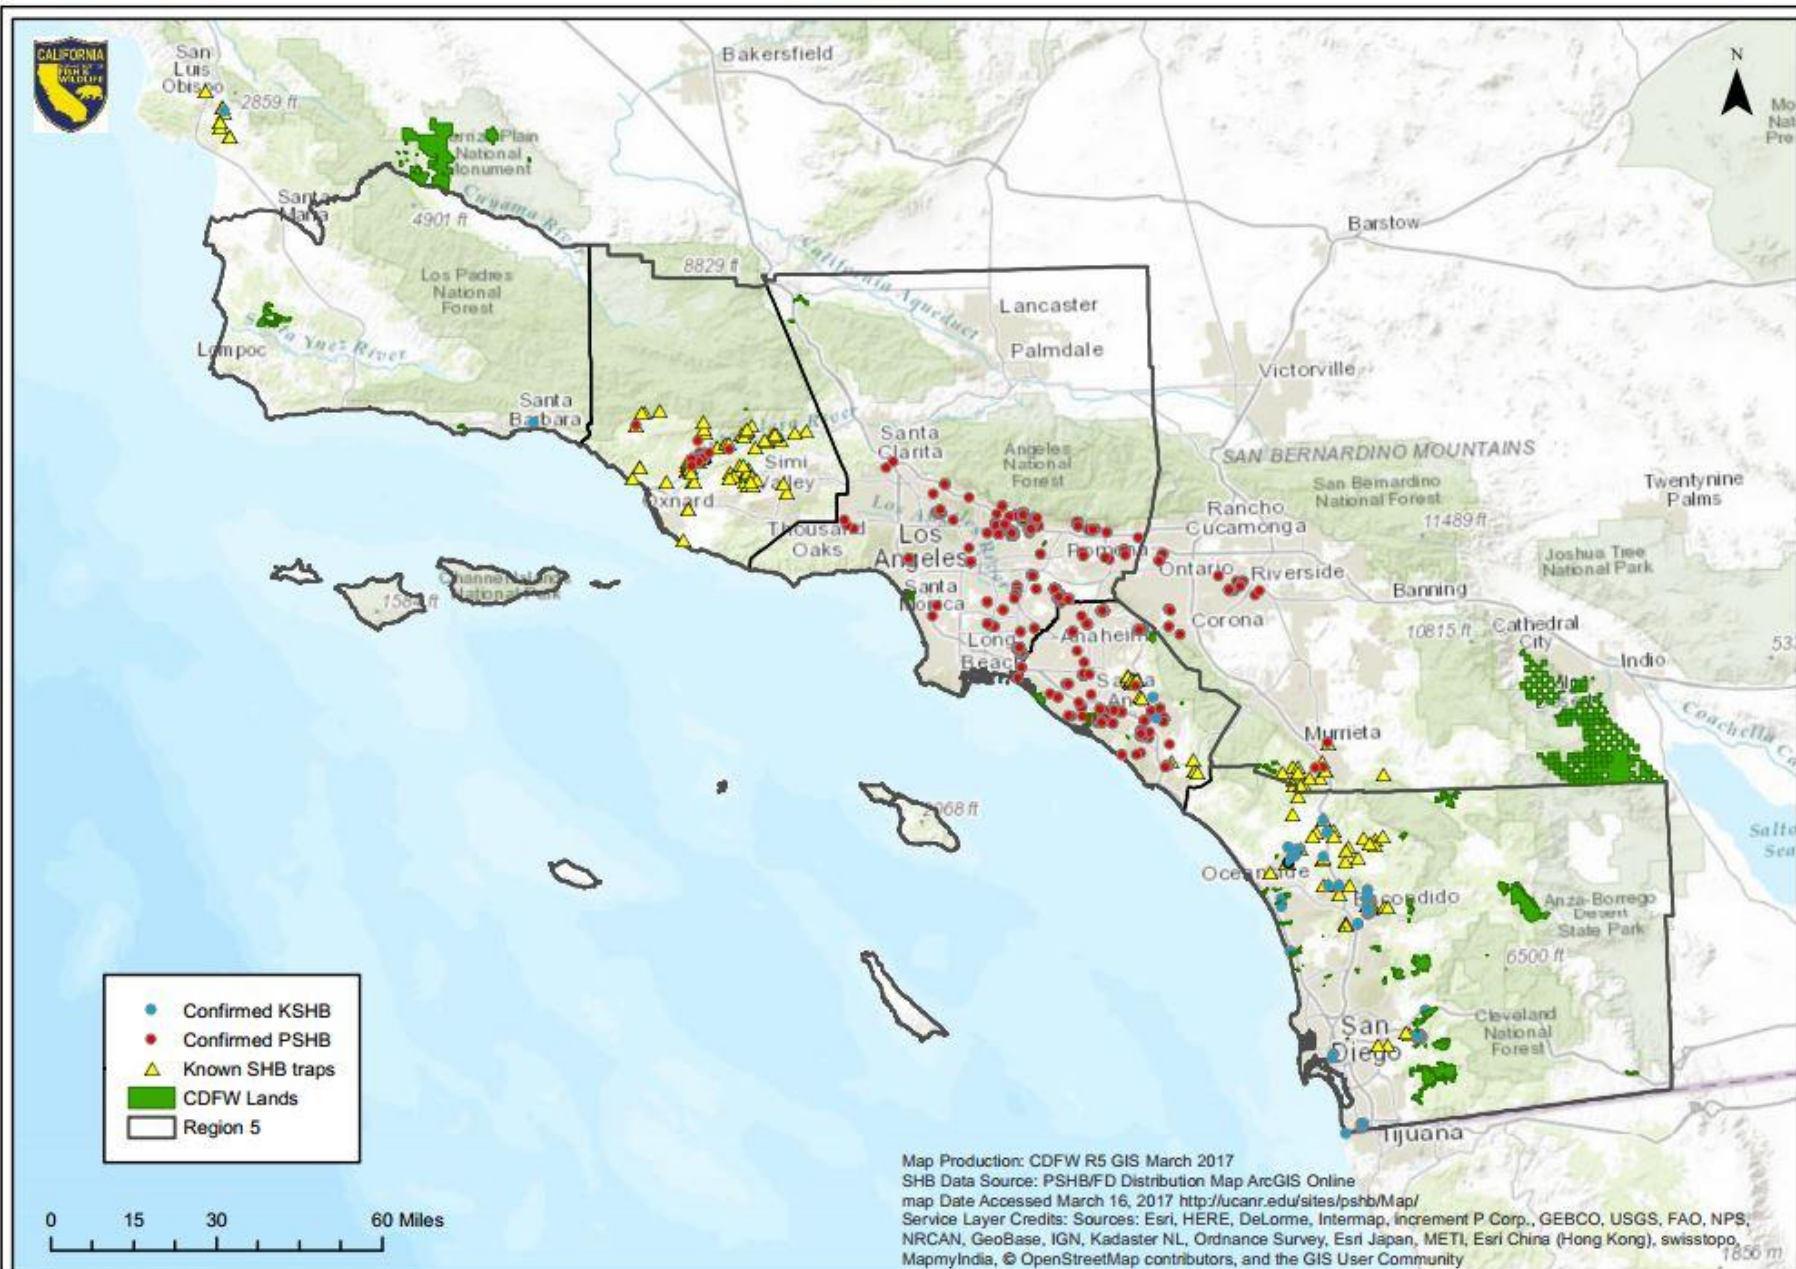 CALIFORNIA
FISH &
WILDLIFE
San
Luis
Obispo
2859 ft
Bakersfield
N
Plain
National
Monument
Santa
Maria
4901 ft
Cuyama River
8829 ft
Los Padres
National
Forest
Santa Ynez River
Lompoc
Santa
Barbara
California Aqueduct
Barstow
Lancaster
Palmdale
Victorville
Santa
Clarita
Angeles
National
Forest
SAN BERNARDINO MOUNTAINS
San Bernardino
National Forest
11489 ft
Twentynine
Palms
Simi
Valley
Oxnard
Thousand
Oaks
Los
Angeles
Santa
Monica
Pomona
Rancho
Cucamonga
Ontario
Riverside
Joshua Tree
National Park
Banning
Corona
10815 ft
Cathedral
City
Indio
Channel Islands
National Park
Long
Beach
Anaheim
Santa
Ana
Murrieta
Oceanside
Escondido
Anza-Borrego
Desert
State Park
6500 ft
San
Diego
Cleveland
National
Forest
Tijuana
Confirmed KSHB
Confirmed PSHB
Known SHB traps
CDFW Lands
Region 5
0 15 30 60 Miles
Map Production: CDFW R5 GIS March 2017
SHB Data Source: PSHB/FD Distribution Map ArcGIS Online
map Date Accessed March 16, 2017 http://ucanr.edu/sites/pshb/Map/
Service Layer Credits: Sources: Esri, HERE, DeLorme, Intermap, increment P Corp., GEBCO, USGS, FAO, NPS,
NRCAN, GeoBase, IGN, Kadaster NL, Ordnance Survey, Esri Japan, METI, Esri China (Hong Kong), swisstopo,
MapmyIndia, © OpenStreetMap contributors, and the GIS User Community
1856 m